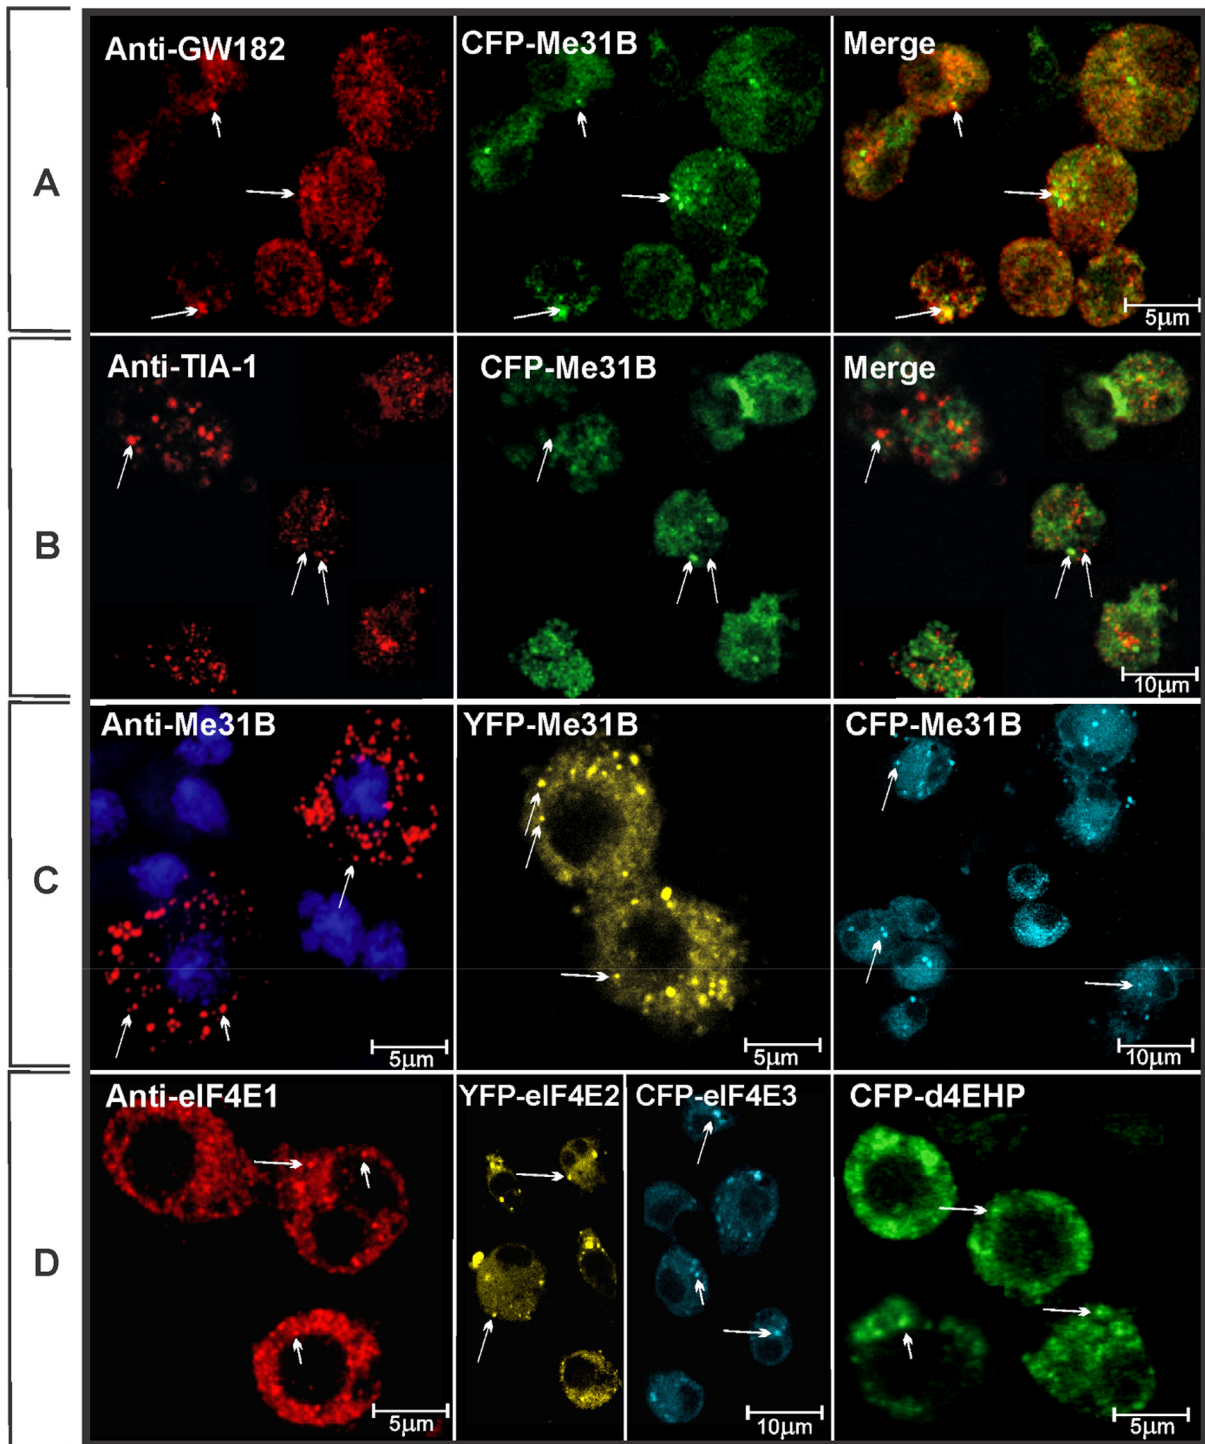 A
Anti-GW182
CFP-Me31B
Merge
5µm
B
Anti-TIA-1
CFP-Me31B
Merge
10µm
C
Anti-Me31B
YFP-Me31B
CFP-Me31B
5µm
5µm
10µm
D
Anti-eIF4E1
YFP-eIF4E2
CFP-eIF4E3
CFP-d4EHP
5µm
10µm
5µm